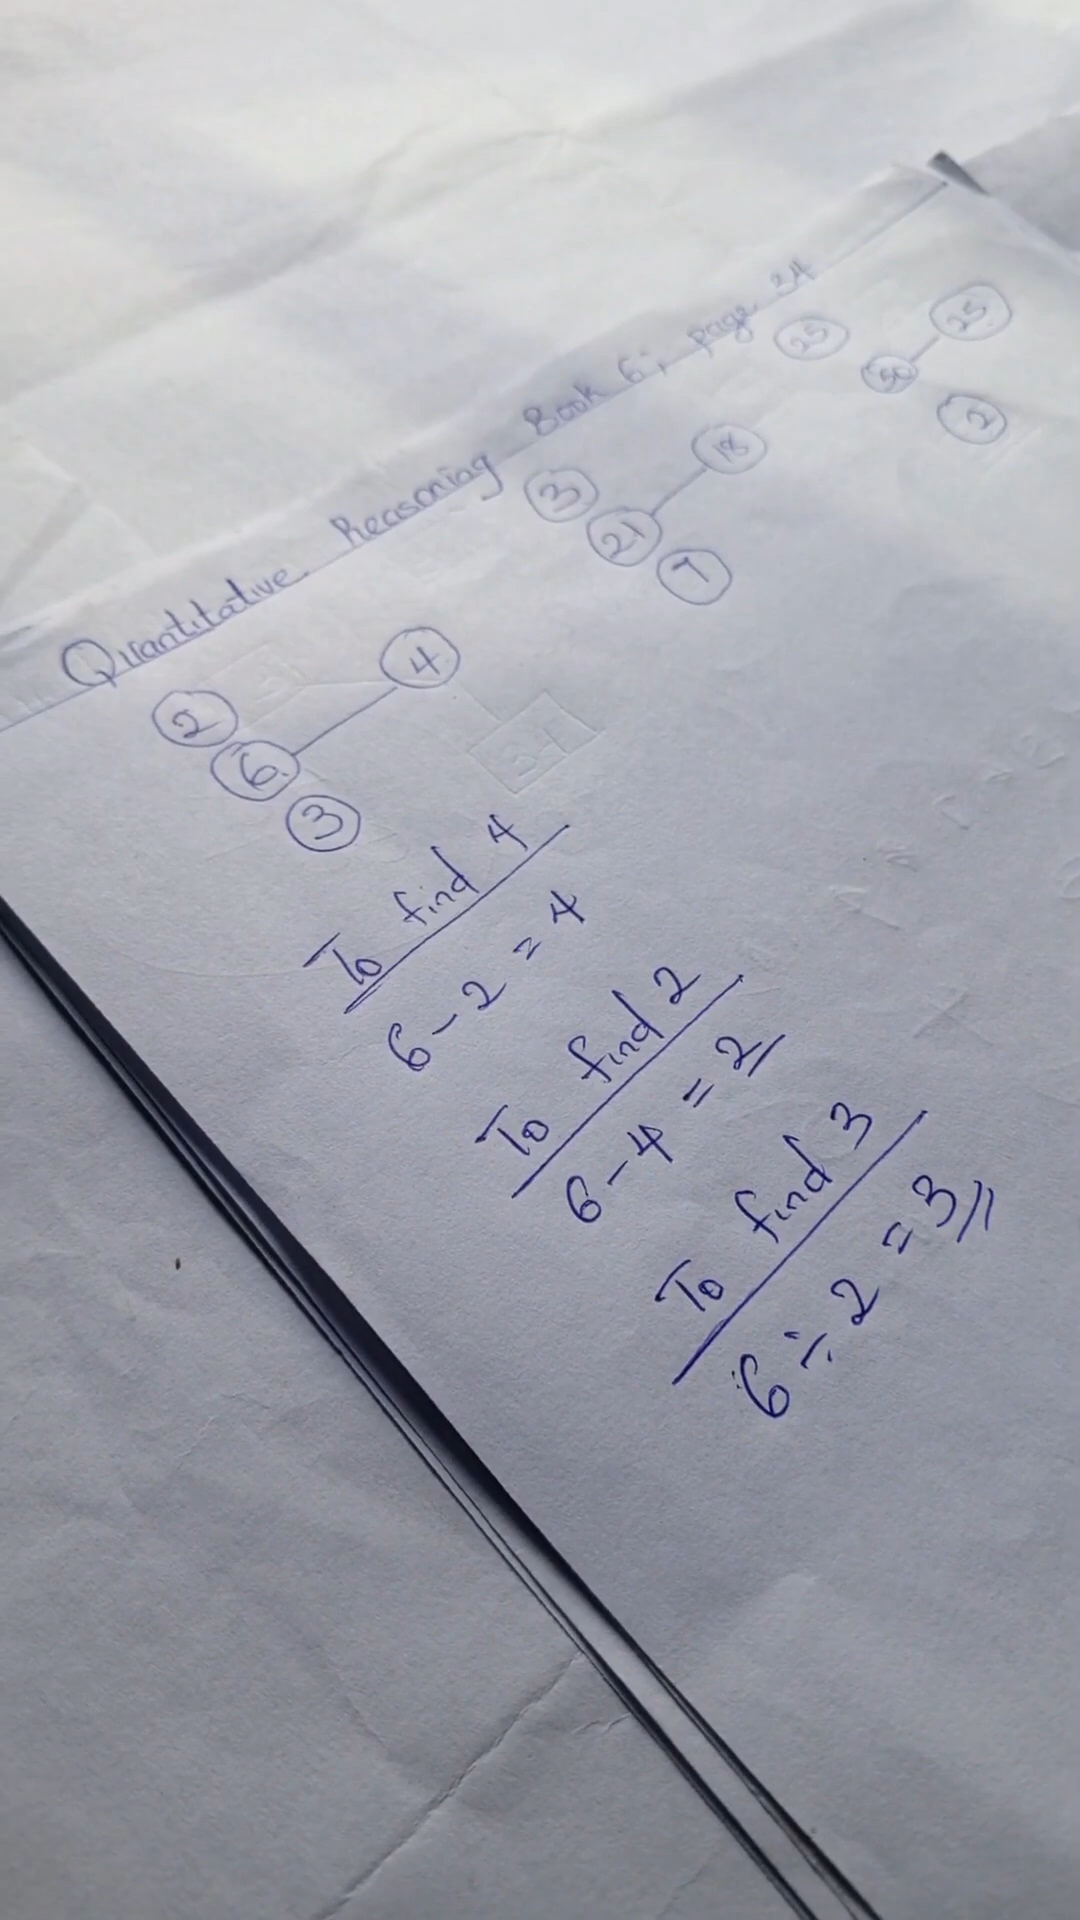 Quantitative Reasoning Book 6; page 34
2 6 4 3
3 21 18 7
25 50 25 2
To find 4
6 - 2 = 4
To find 2
6 - 4 = 2
To find 3
6 ÷ 2 = 3